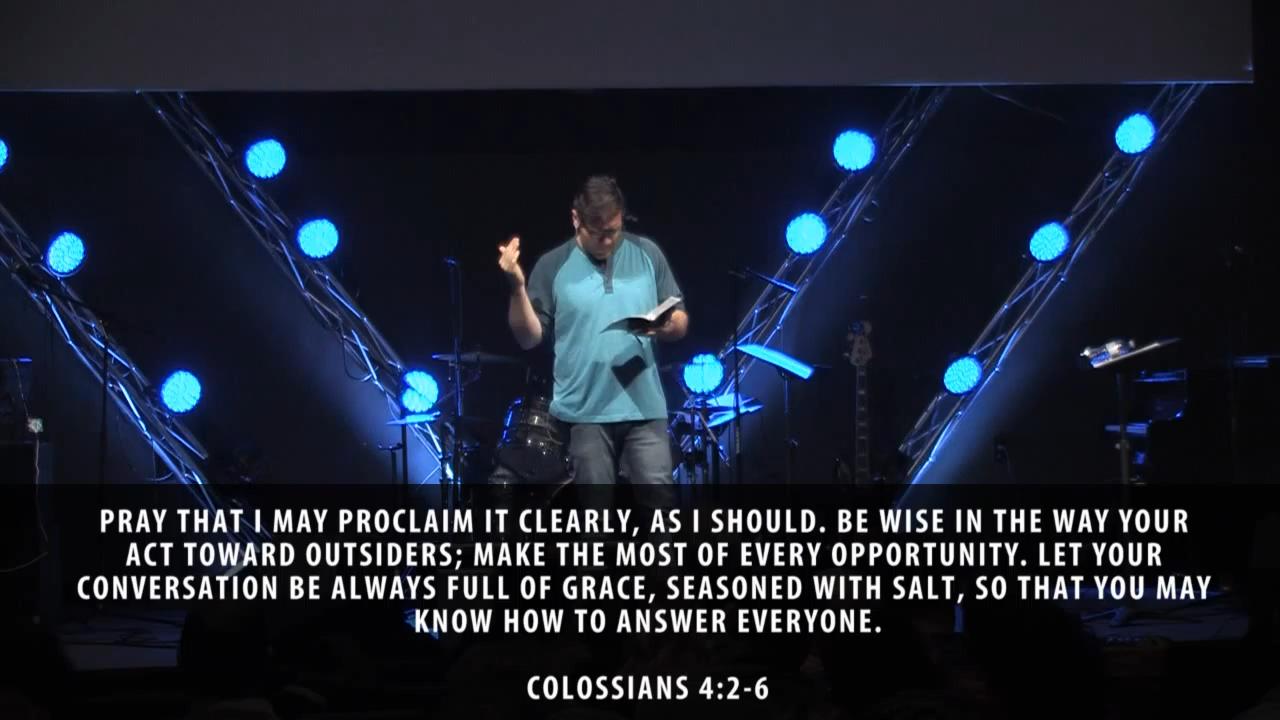 PRAY THAT I MAY PROCLAIM IT CLEARLY, AS I SHOULD. BE WISE IN THE WAY YOUR
ACT TOWARD OUTSIDERS; MAKE THE MOST OF EVERY OPPORTUNITY. LET YOUR
CONVERSATION BE ALWAYS FULL OF GRACE, SEASONED WITH SALT, SO THAT YOU MAY
KNOW HOW TO ANSWER EVERYONE.
COLOSSIANS 4:2-6